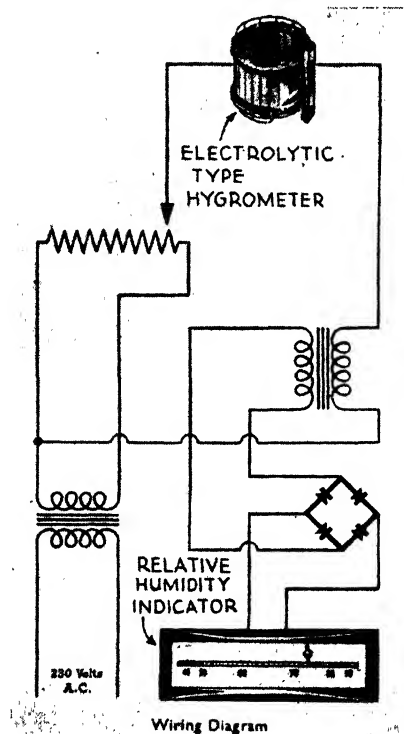 ELECTROLYTIC
TYPE
HYGROMETER
RELATIVE
HUMIDITY
INDICATOR
230 Volts
A.C.
Wiring Diagram